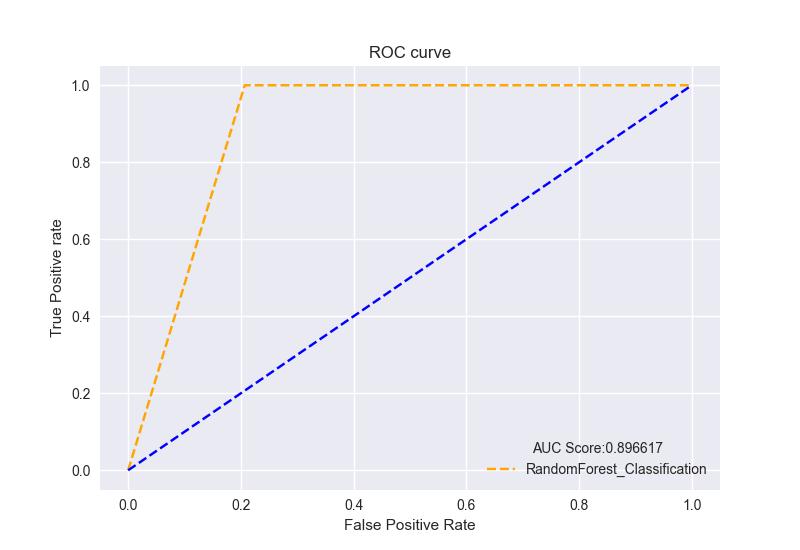 ROC curve
1.0
0.8
0.6
0.4
0.2
0.0
True Positive rate
AUC Score:0.896617
RandomForest_Classification
0.0 0.2 0.4 0.6 0.8 1.0
False Positive Rate